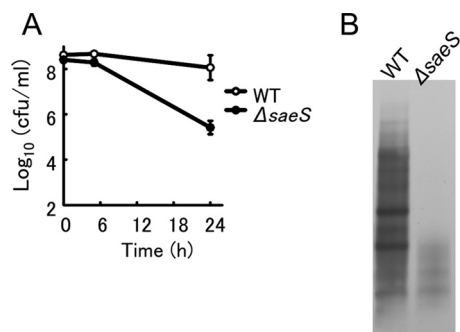 A
Log10 (cfu/ml)
8
6
4
2
0 6 12 18 24
Time (h)
WT
ΔsaeS
B
WT
ΔsaeS